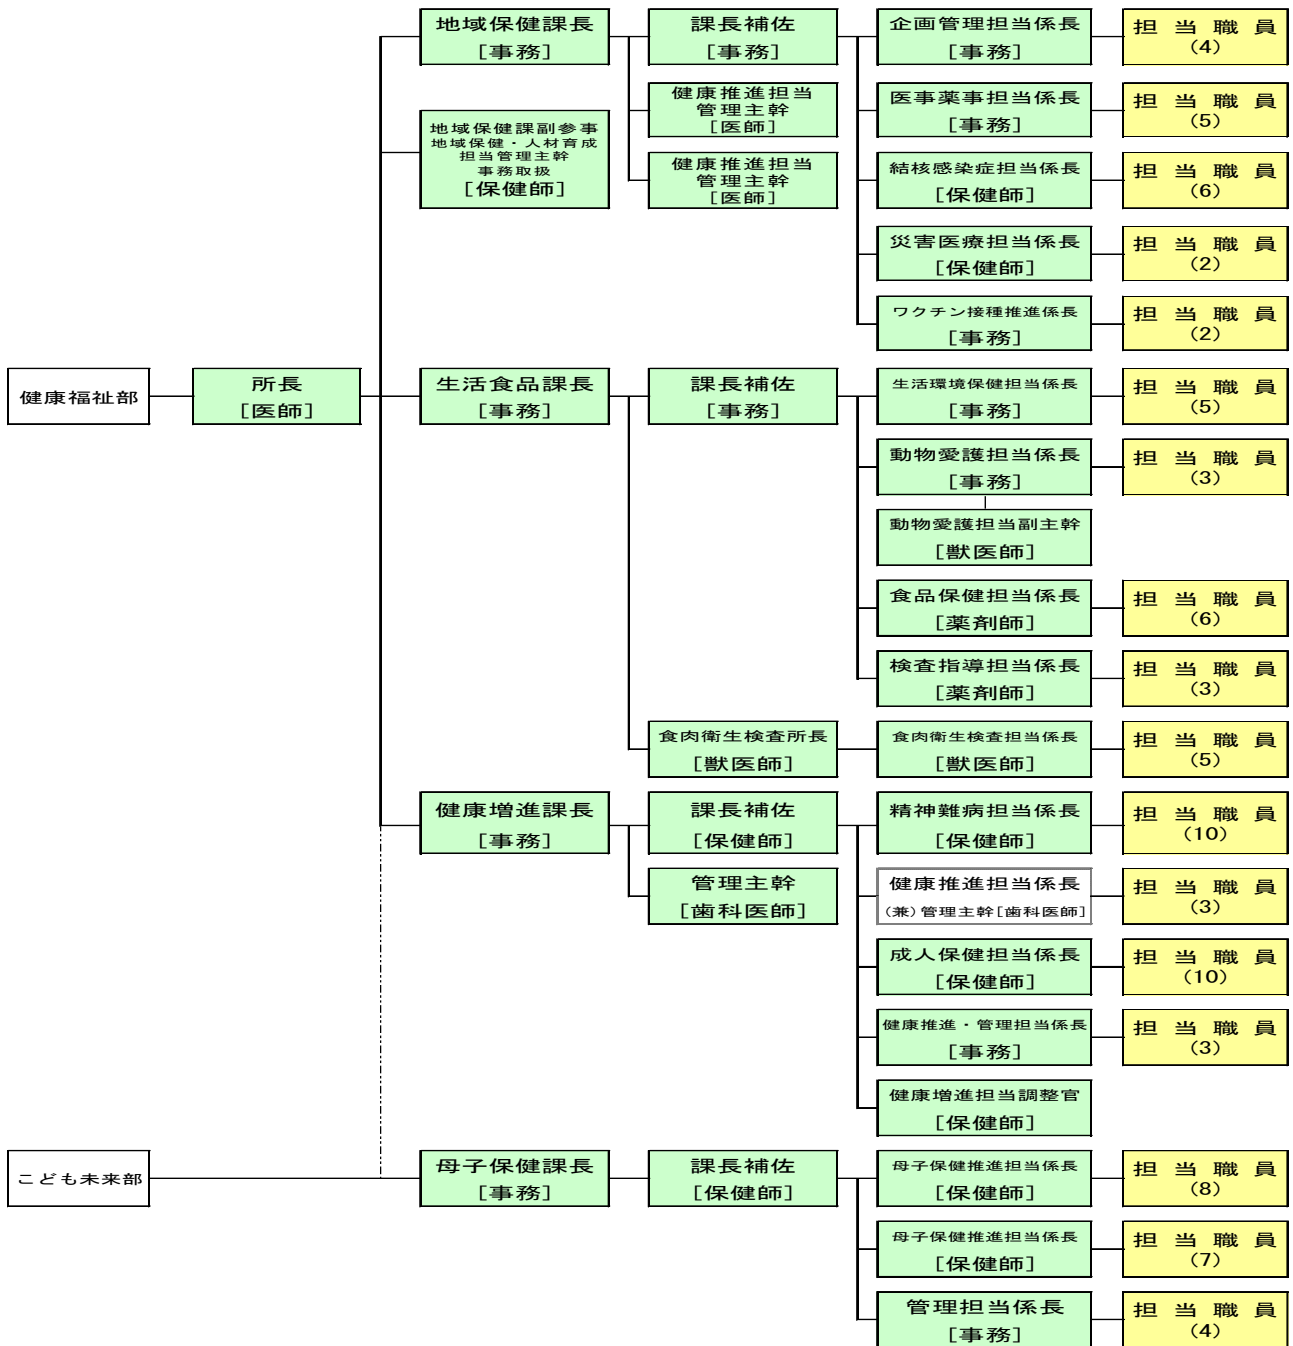 地域保健課長
[事務]
課長補佐
[事務]
企画管理担当係長
[事務]
担当職員
(4)
地域保健課副参事
地域保健・人材育成
担当管理主幹
事務取扱
[保健師]
健康推進担当
管理主幹
[医師]
医事薬事担当係長
[事務]
担当職員
(5)
健康推進担当
管理主幹
[医師]
結核感染症担当係長
[保健師]
担当職員
(6)
災害医療担当係長
[保健師]
担当職員
(2)
ワクチン接種推進係長
[事務]
担当職員
(2)
健康福祉部
所長
[医師]
生活食品課長
[事務]
課長補佐
[事務]
生活環境保健担当係長
[事務]
担当職員
(5)
動物愛護担当係長
[事務]
担当職員
(3)
動物愛護担当副主幹
[獣医師]
食品保健担当係長
[薬剤師]
担当職員
(6)
検査指導担当係長
[薬剤師]
担当職員
(3)
食肉衛生検査所長
[獣医師]
食肉衛生検査担当係長
[獣医師]
担当職員
(5)
健康増進課長
[事務]
課長補佐
[保健師]
精神難病担当係長
[保健師]
担当職員
(10)
管理主幹
[歯科医師]
健康推進担当係長
(兼)管理主幹[歯科医師]
担当職員
(3)
成人保健担当係長
[保健師]
担当職員
(10)
健康推進・管理担当係長
[事務]
担当職員
(3)
健康増進担当調整官
[保健師]
こども未来部
母子保健課長
[事務]
課長補佐
[保健師]
母子保健推進担当係長
[保健師]
担当職員
(8)
母子保健推進担当係長
[保健師]
担当職員
(7)
管理担当係長
[事務]
担当職員
(4)